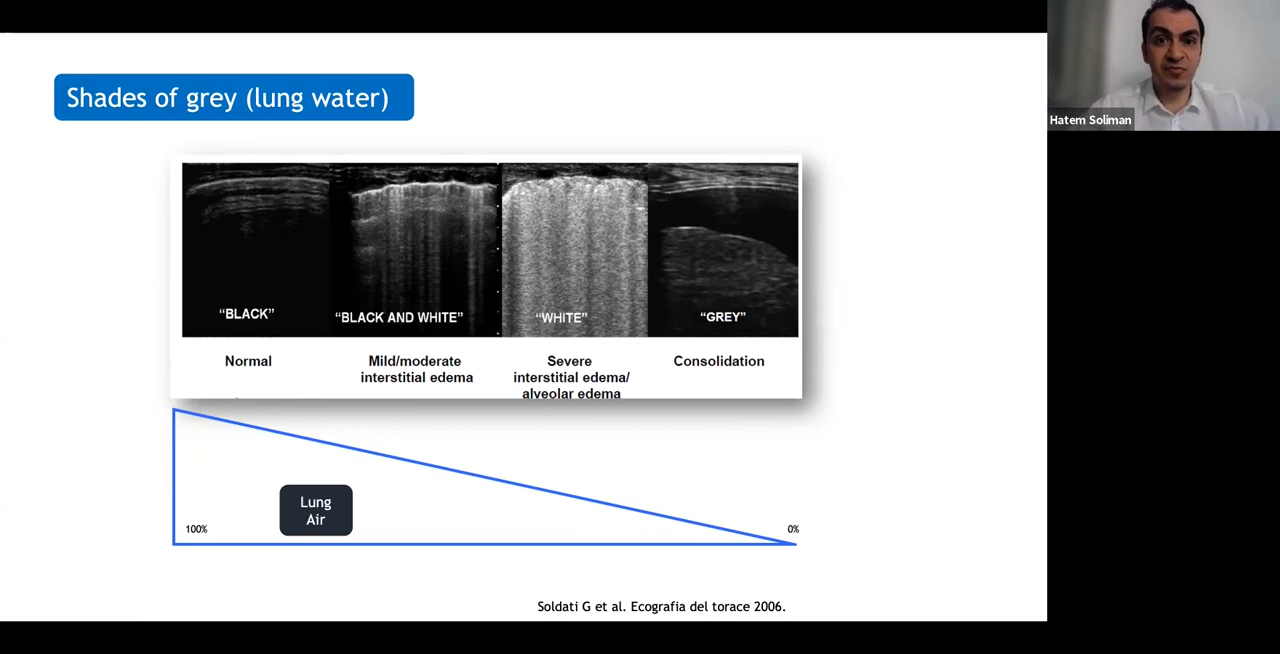 Shades of grey (lung water)
Hatem Soliman
“BLACK”
“BLACK AND WHITE”
“WHITE”
“GREY”
Normal
Mild/moderate
interstitial edema
Severe
interstitial edema/
alveolar edema
Consolidation
Lung
Air
100%
0%
Soldati G et al. Ecografia del torace 2006.